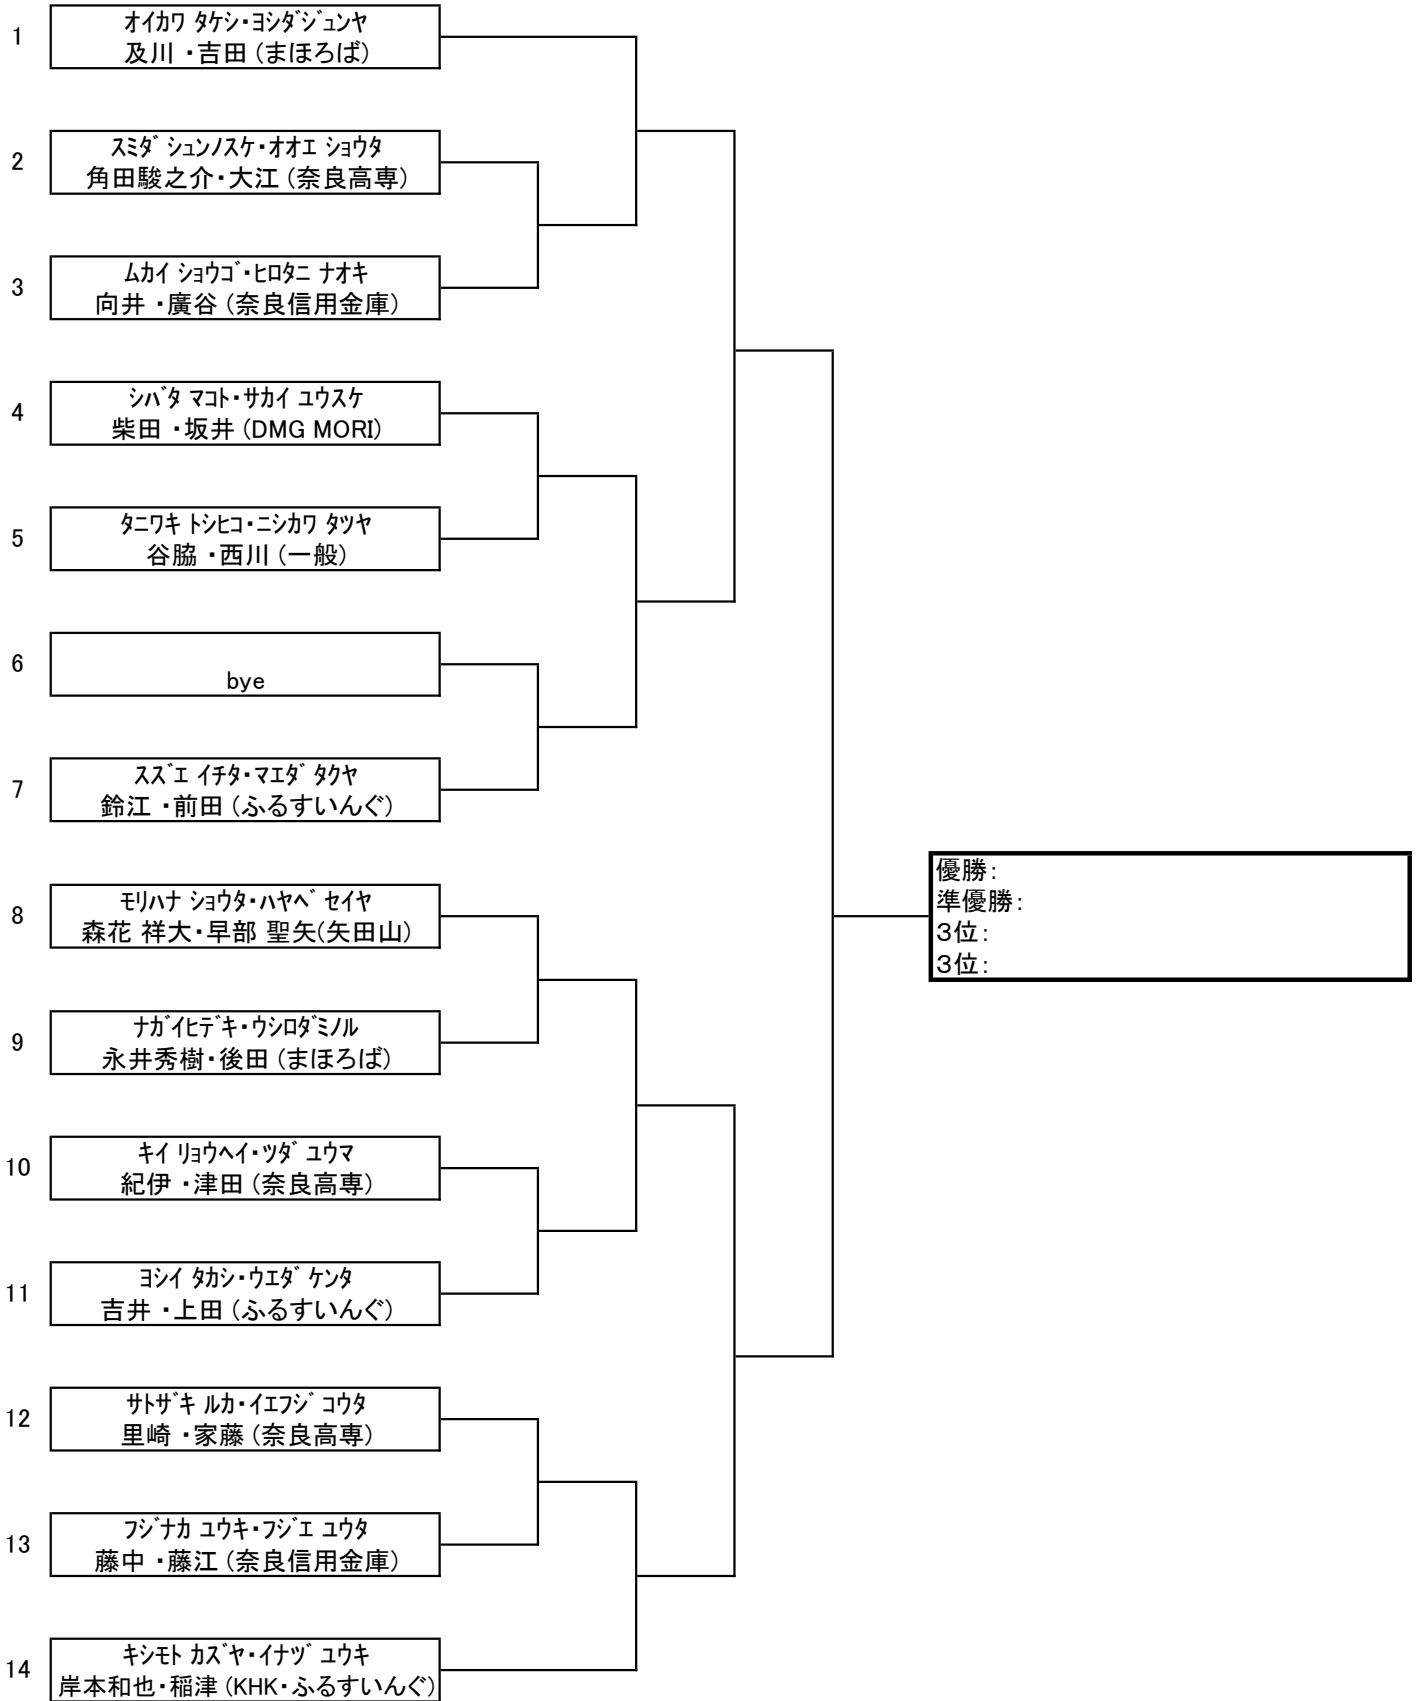 1
ｵｲｶﾜ ﾀｹｼ・ﾖｼﾀﾞｼﾞｭﾝﾔ
及川 ・吉田 (まほろば)
2
ｽﾐﾀﾞ ｼｭﾝﾉｽｹ・ｵｵｴ ｼｮｳﾀ
角田駿之介・大江 (奈良高専)
3
ﾑｶｲ ｼｮｳｺﾞ・ﾋﾛﾀﾆ ﾅｵｷ
向井 ・廣谷 (奈良信用金庫)
4
ｼﾊﾞﾀ ﾏｺﾄ・ｻｶｲ ﾕｳｽｹ
柴田 ・坂井 (DMG MORI)
5
ﾀﾆﾜｷ ﾄｼﾋｺ・ﾆｼｶﾜ ﾀﾂﾔ
谷脇 ・西川 (一般)
6
bye
7
ｽｽﾞｴ ｲﾁﾀ・ﾏｴﾀﾞ ﾀｸﾔ
鈴江 ・前田 (ふるすいんぐ)
8
ﾓﾘﾊﾅ ｼｮｳﾀ・ﾊﾔﾍﾞ ｾｲﾔ
森花 祥大・早部 聖矢(矢田山)
優勝：
準優勝：
３位：
３位：
9
ﾅｶﾞｲﾋﾃﾞｷ・ｳｼﾛﾀﾞﾐﾉﾙ
永井秀樹・後田 (まほろば)
10
ｷｲ ﾘｮｳﾍｲ・ﾂﾀﾞ ﾕｳﾏ
紀伊 ・津田 (奈良高専)
11
ﾖｼｲ ﾀｶｼ・ｳｴﾀﾞ ｹﾝﾀ
吉井 ・上田 (ふるすいんぐ)
12
ｻﾄｻﾞｷ ﾙｶ・ｲｴﾌｼﾞ ｺｳﾀ
里崎 ・家藤 (奈良高専)
13
ﾌｼﾞﾅｶ ﾕｳｷ・ﾌｼﾞｴ ﾕｳﾀ
藤中 ・藤江 (奈良信用金庫)
14
ｷｼﾓﾄ ｶｽﾞﾔ・ｲﾅﾂﾞ ﾕｳｷ
岸本和也・稲津 (KHK・ふるすいんぐ)